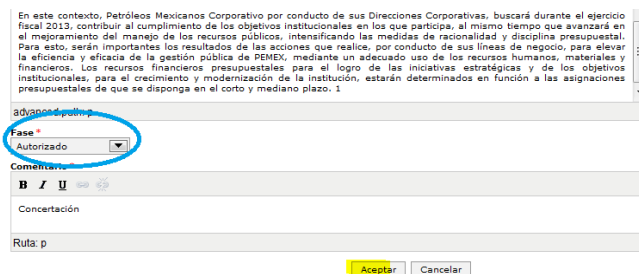 En este contexto, Petróleos Mexicanos Corporativo por conducto de sus Direcciones Corporativas, buscará durante el ejercicio
fiscal 2013, contribuir al cumplimiento de los objetivos institucionales en los que participa, al mismo tiempo que avanzará en
el mejoramiento del manejo de los recursos públicos, intensificando las medidas de racionalidad y disciplina presupuestal.
Para esto, serán importantes los resultados de las acciones que realice, por conducto de sus líneas de negocio, para elevar
la eficiencia y eficacia de la gestión pública de PEMEX, mediante un adecuado uso de los recursos humanos, materiales y
financieros. Los recursos financieros presupuestales para el logro de las iniciativas estratégicas y de los objetivos
institucionales, para el crecimiento y modernización de la institución, estarán determinados en función a las asignaciones
presupuestales de que se disponga en el corto y mediano plazo. 1
advanced.path: p
Fase *
Autorizado
Comentario *
B I U
Concertación
Ruta: p
Aceptar Cancelar